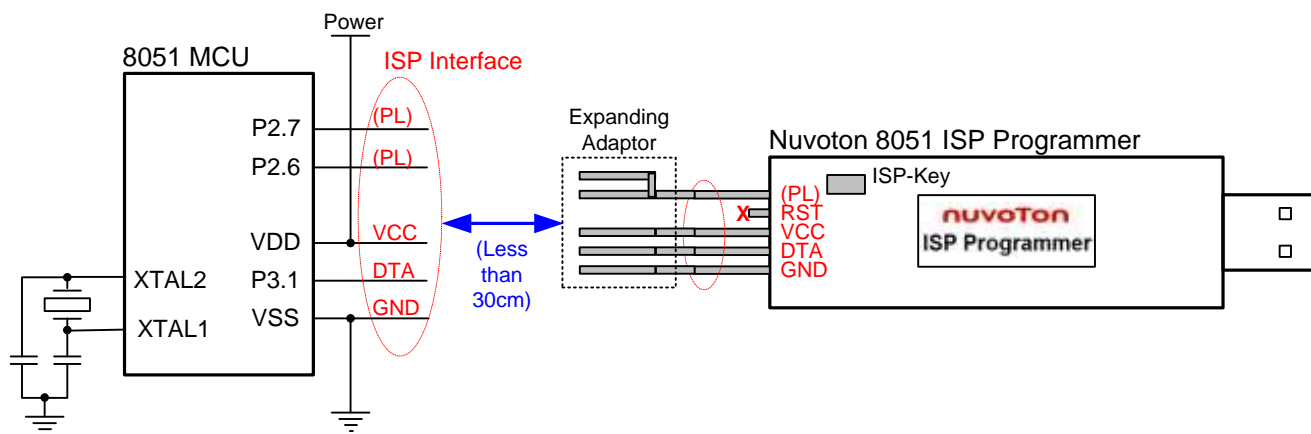 Power
8051 MCU
ISP Interface
P2.7
(PL)
P2.6
(PL)
VDD
VCC
XTAL2
P3.1
DTA
XTAL1
VSS
GND
(Less
than
30cm)
Expanding
Adaptor
Nuvoton 8051 ISP Programmer
ISP-Key
(PL)
X
RST
VCC
DTA
GND
nuvoTon
ISP Programmer